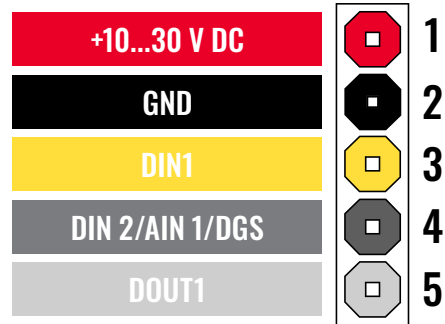 +10...30 V DC 1
GND 2
DIN1 3
DIN 2/AIN 1/DGS 4
DOUT1 5